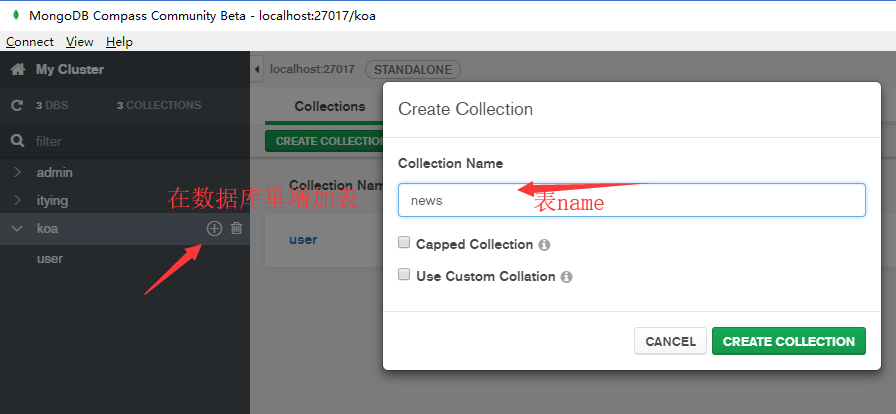 MongoDB Compass Community Beta - localhost:27017/koa
Connect View Help
My Cluster
3 DBS 3 COLLECTIONS
filter
admin
itying
koa
user
localhost:27017 STANDALONE
Collections
CREATE COLLECTION
Collection Nam
user
在数据库里增加表
Create Collection
Collection Name
news
表name
Capped Collection
Use Custom Collation
CANCEL CREATE COLLECTION